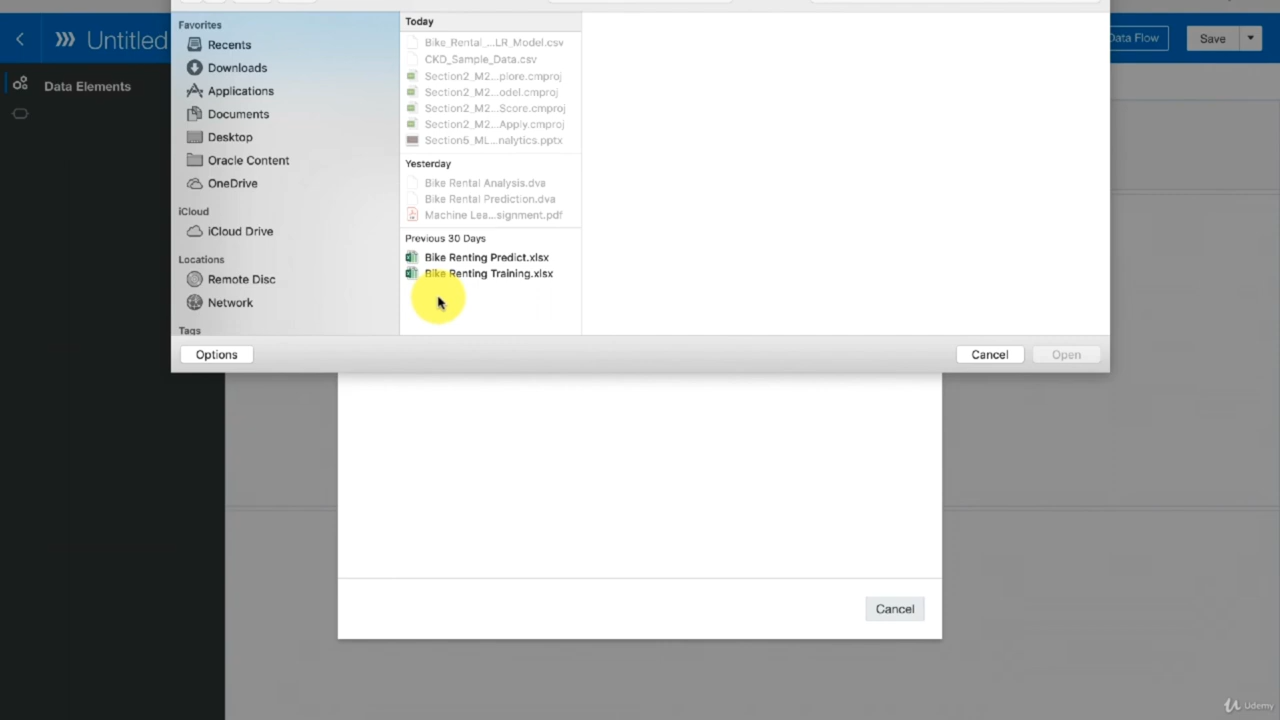 Favorites
Recents
Downloads
Applications
Documents
Desktop
Oracle Content
OneDrive
iCloud
iCloud Drive
Locations
Remote Disc
Network
Tags
Options
Today
Bike_Rental_...LR_Model.csv
CKD_Sample_Data.csv
Section2_M2...plore.cmproj
Section2_M2...odel.cmproj
Section2_M2...Score.cmproj
Section2_M2...Apply.cmproj
Section5_ML...nalytics.pptx
Yesterday
Bike Rental Analysis.dva
Bike Rental Prediction.dva
Machine Lea...signment.pdf
Previous 30 Days
Bike Renting Predict.xlsx
Bike Renting Training.xlsx
Cancel
Open
Untitled
Data Elements
Data Flow
Save
Cancel
Udemy